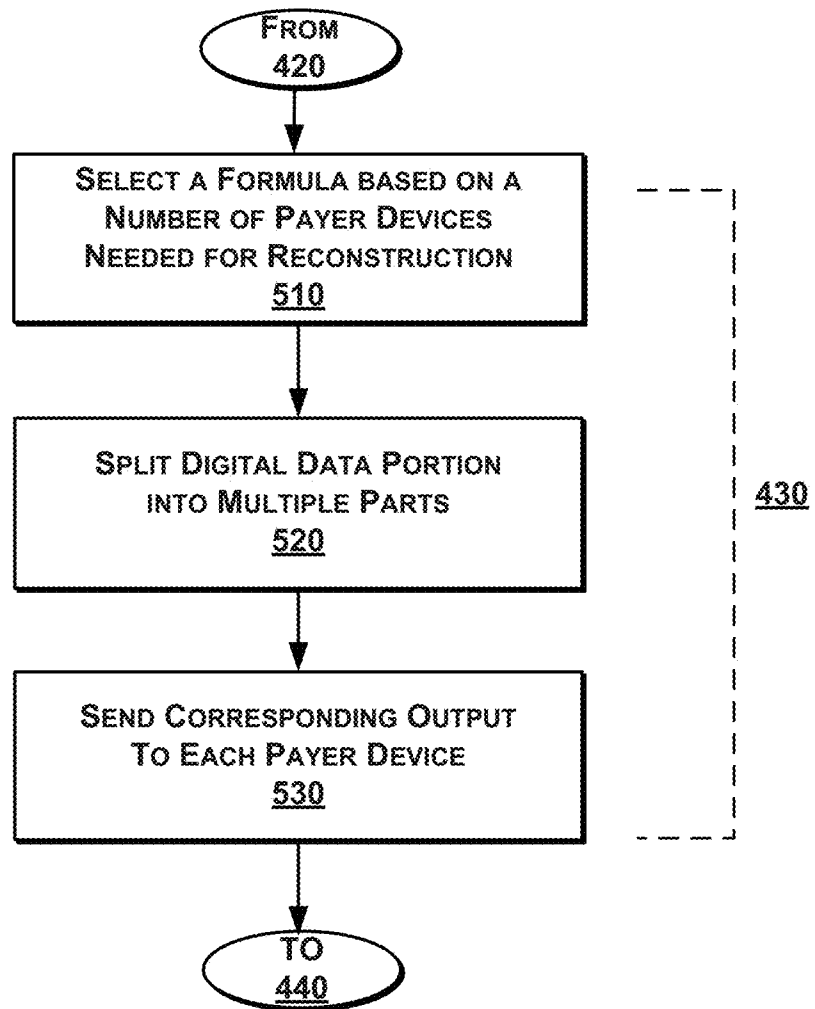 FROM
420
SELECT A FORMULA BASED ON A
NUMBER OF PAYER DEVICES
NEEDED FOR RECONSTRUCTION
510
SPLIT DIGITAL DATA PORTION
INTO MULTIPLE PARTS
520
430
SEND CORRESPONDING OUTPUT
TO EACH PAYER DEVICE
530
TO
440